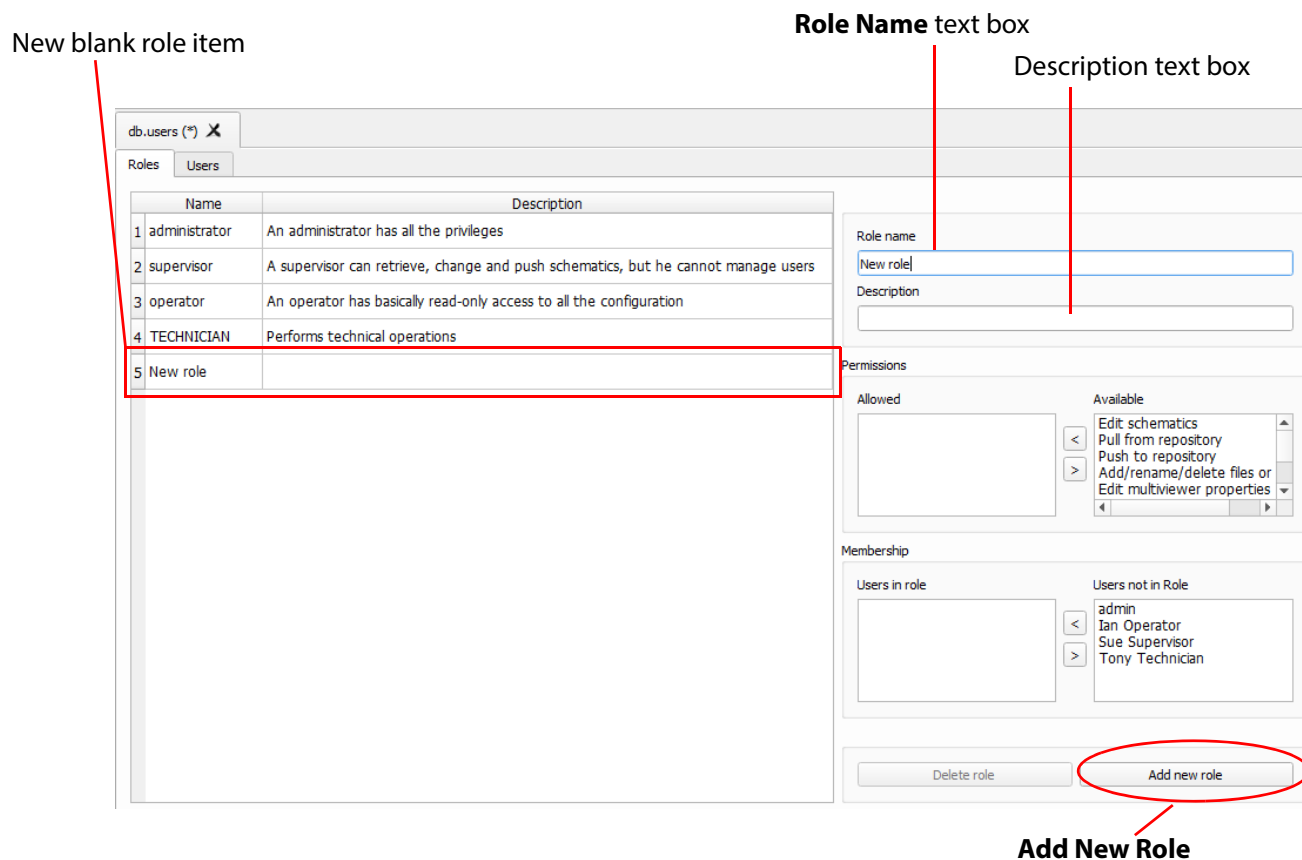 New blank role item
Role Name text box
Description text box
db.users (*) X
Roles Users
Name Description
1 administrator An administrator has all the privileges
2 supervisor A supervisor can retrieve, change and push schematics, but he cannot manage users
3 operator An operator has basically read-only access to all the configuration
4 TECHNICIAN Performs technical operations
5 New role
Role name
New role
Description
Permissions
Allowed Available
Edit schematics
< Pull from repository
Push to repository
> Add/rename/delete files or
Edit multiviewer properties
Membership
Users in role Users not in Role
admin
< Ian Operator
Sue Supervisor
> Tony Technician
Delete role Add new role
Add New Role